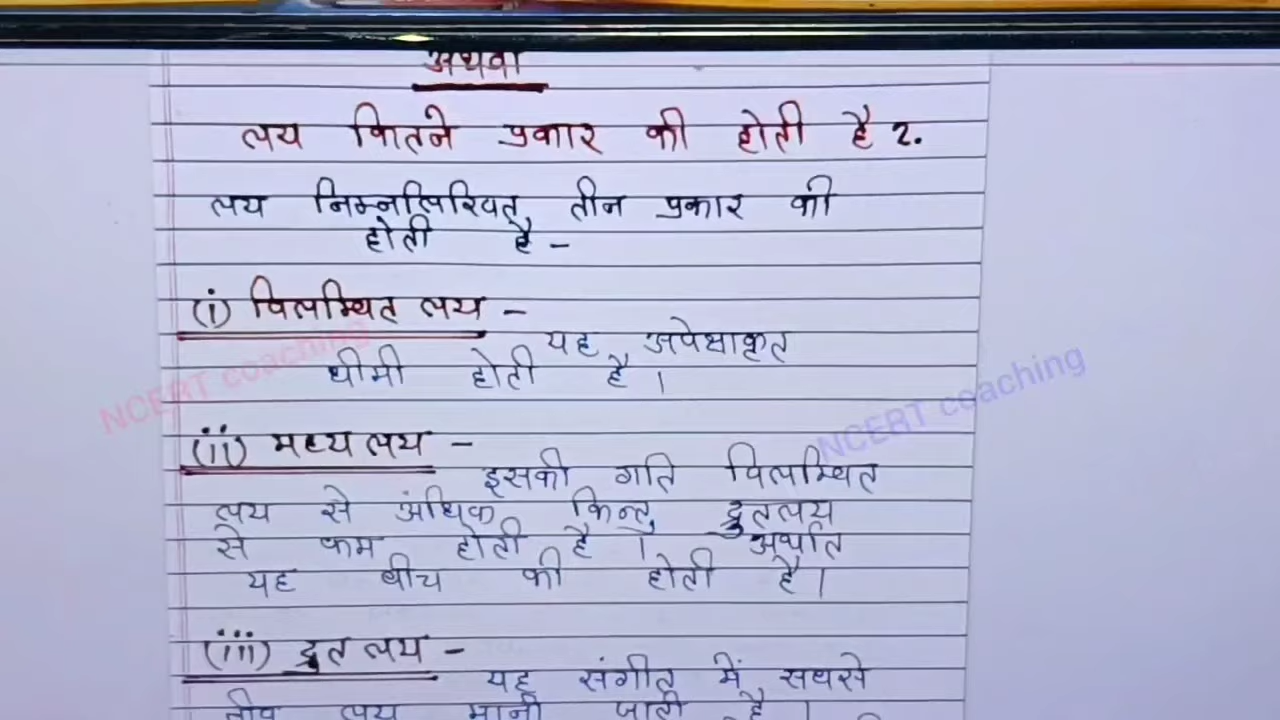 अथवा
लय कितने प्रकार की होती है ?.
लय निम्नलिखित तीन प्रकार की
होती है -
(i) विलम्बित लय -
यह अपेक्षाकृत
धीमी होती है ।
(ii) मध्य लय -
इसकी गति विलम्बित
लय से अधिक किन्तु द्रुतलय
से कम होती है । अर्थात
यह बीच की होती है ।
(iii) द्रुत लय -
यह संगीत में सबसे
तीव्र लय मानी जाती है ।
NCERT coaching
NCERT coaching